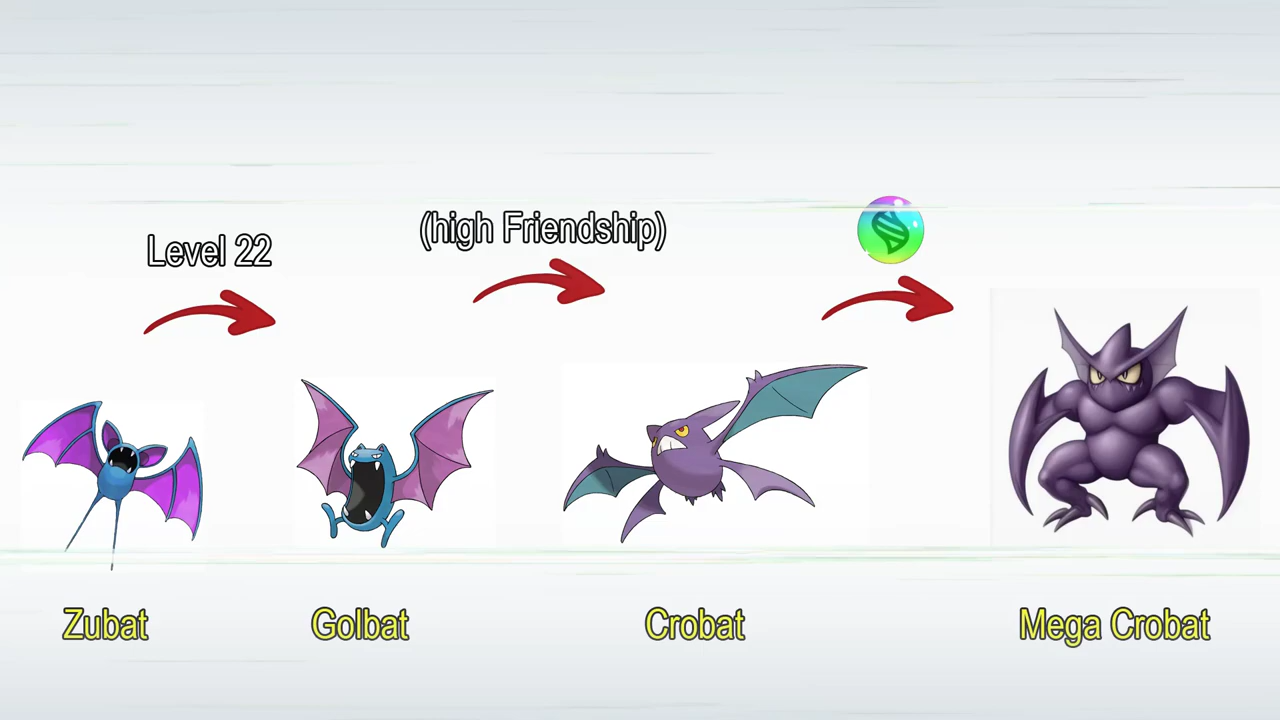 (high Friendship)
Level 22
Zubat
Golbat
Crobat
Mega Crobat